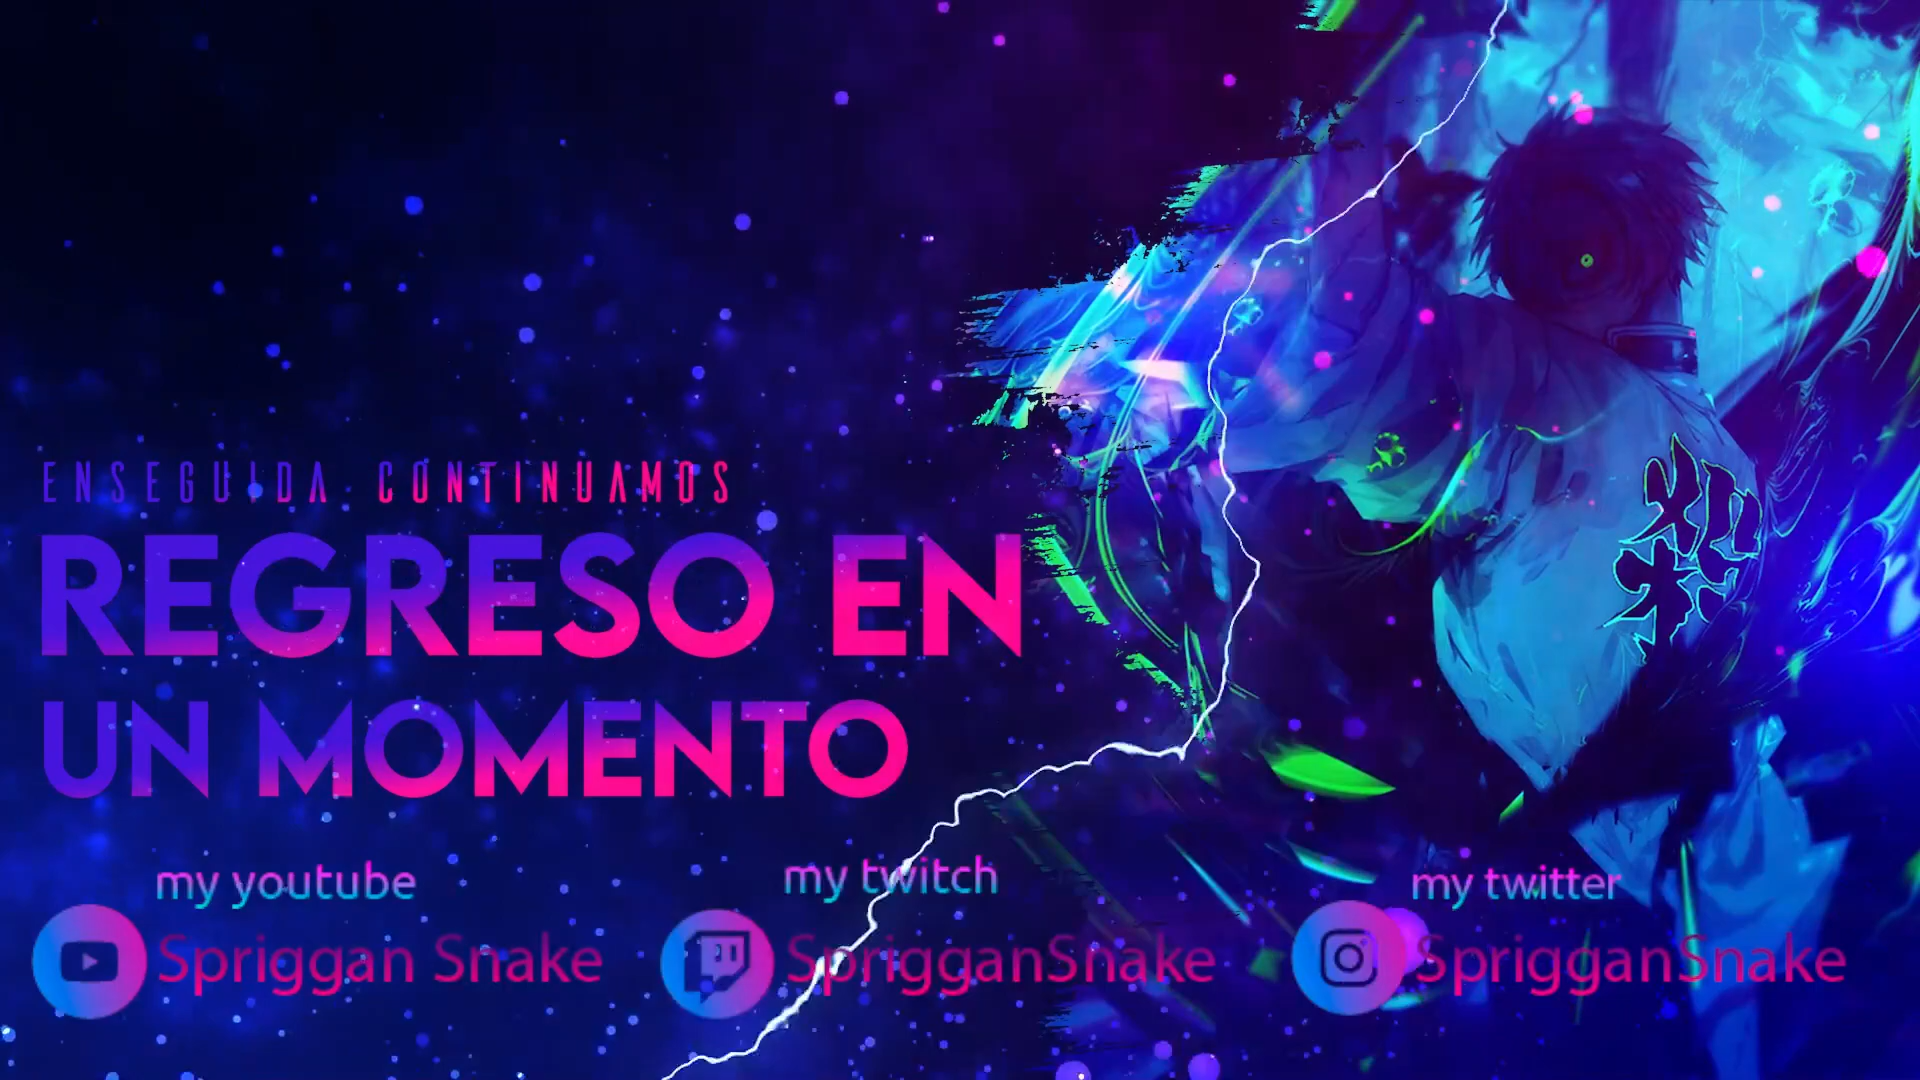 ENSEGUIDA CONTINUAMOS
REGRESO EN
UN MOMENTO
my youtube
Spriggan Snake
my twitch
SprigganSnake
my twitter
SprigganSnake